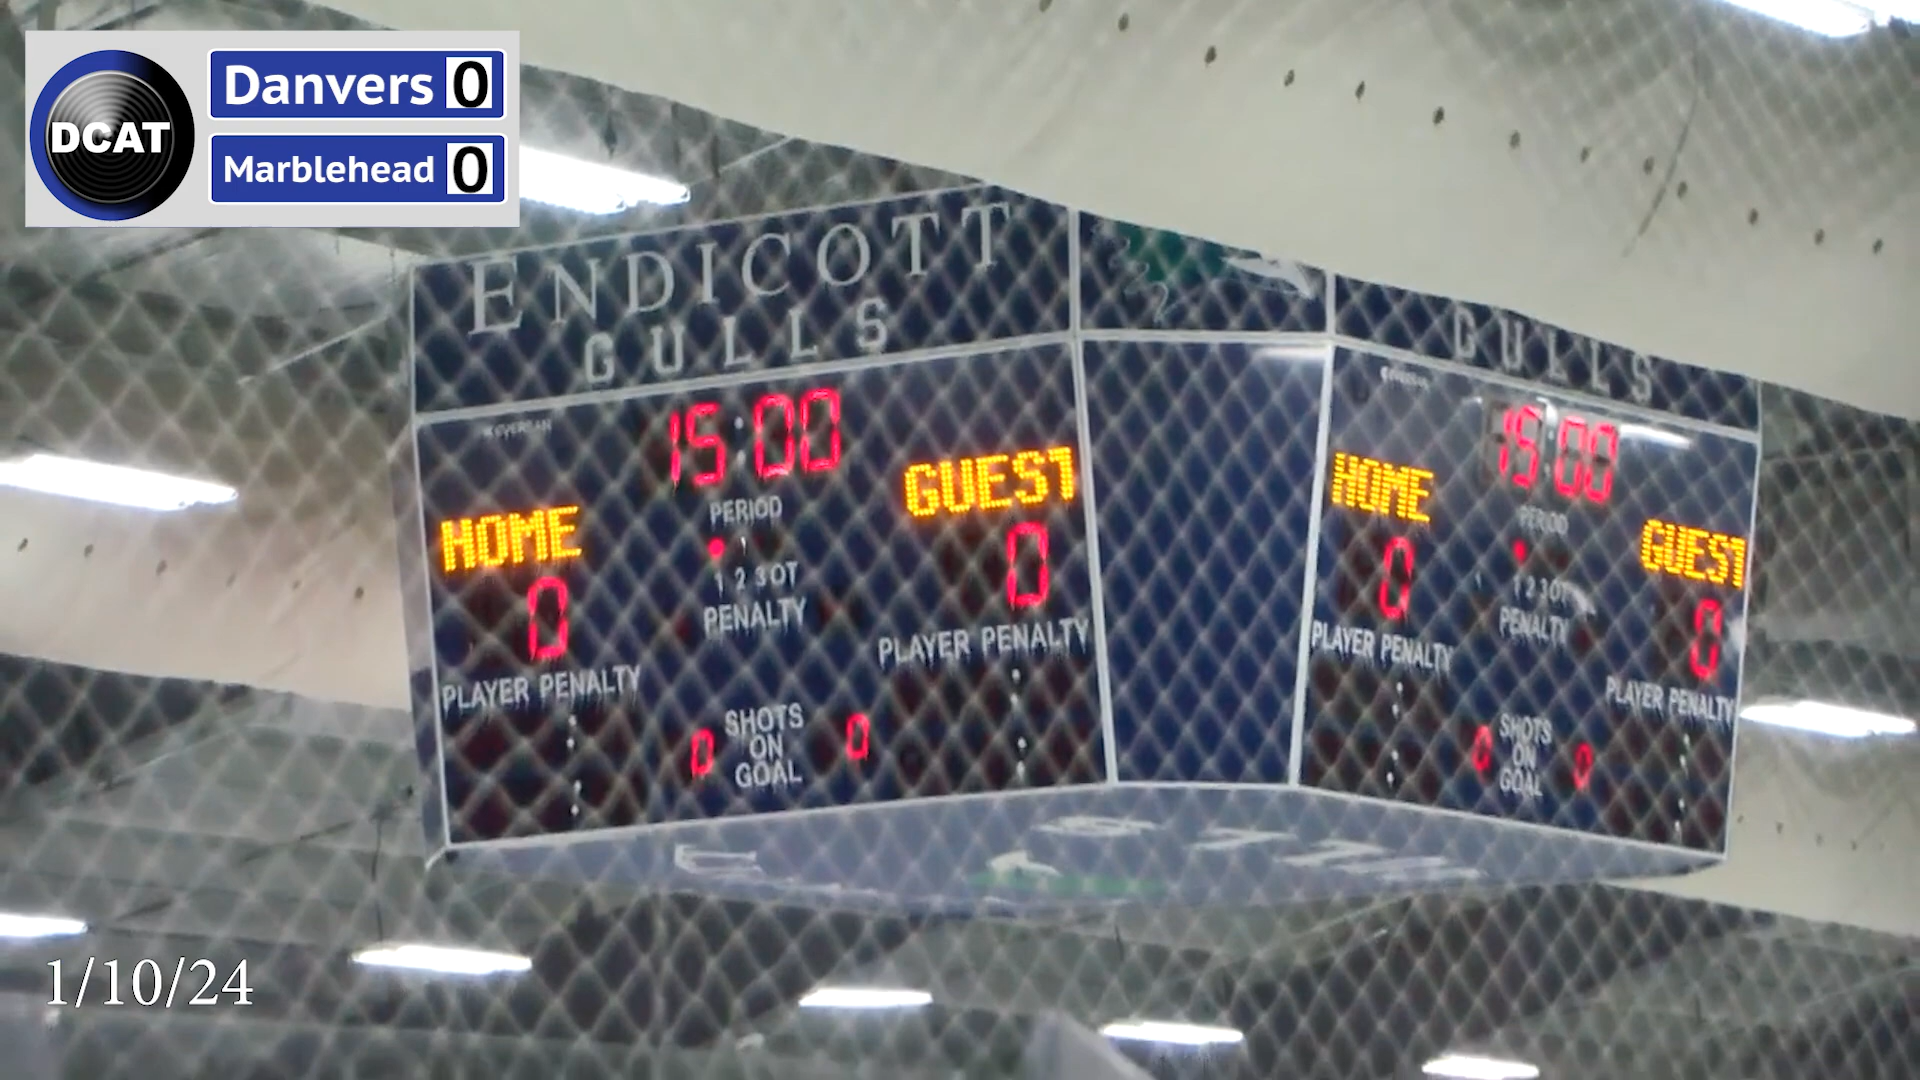 DCAT
Danvers 0
Marblehead 0
ENDICOTT
GULLS
15:00
HOME
GUEST
PERIOD
1 2 3 OT
0
0
PENALTY
PLAYER PENALTY
PLAYER PENALTY
0 SHOTS ON GOAL 0
GULLS
15:00
HOME
GUEST
PERIOD
1 2 3 OT
0
0
PENALTY
PLAYER PENALTY
PLAYER PENALTY
0 SHOTS ON GOAL 0
1/10/24